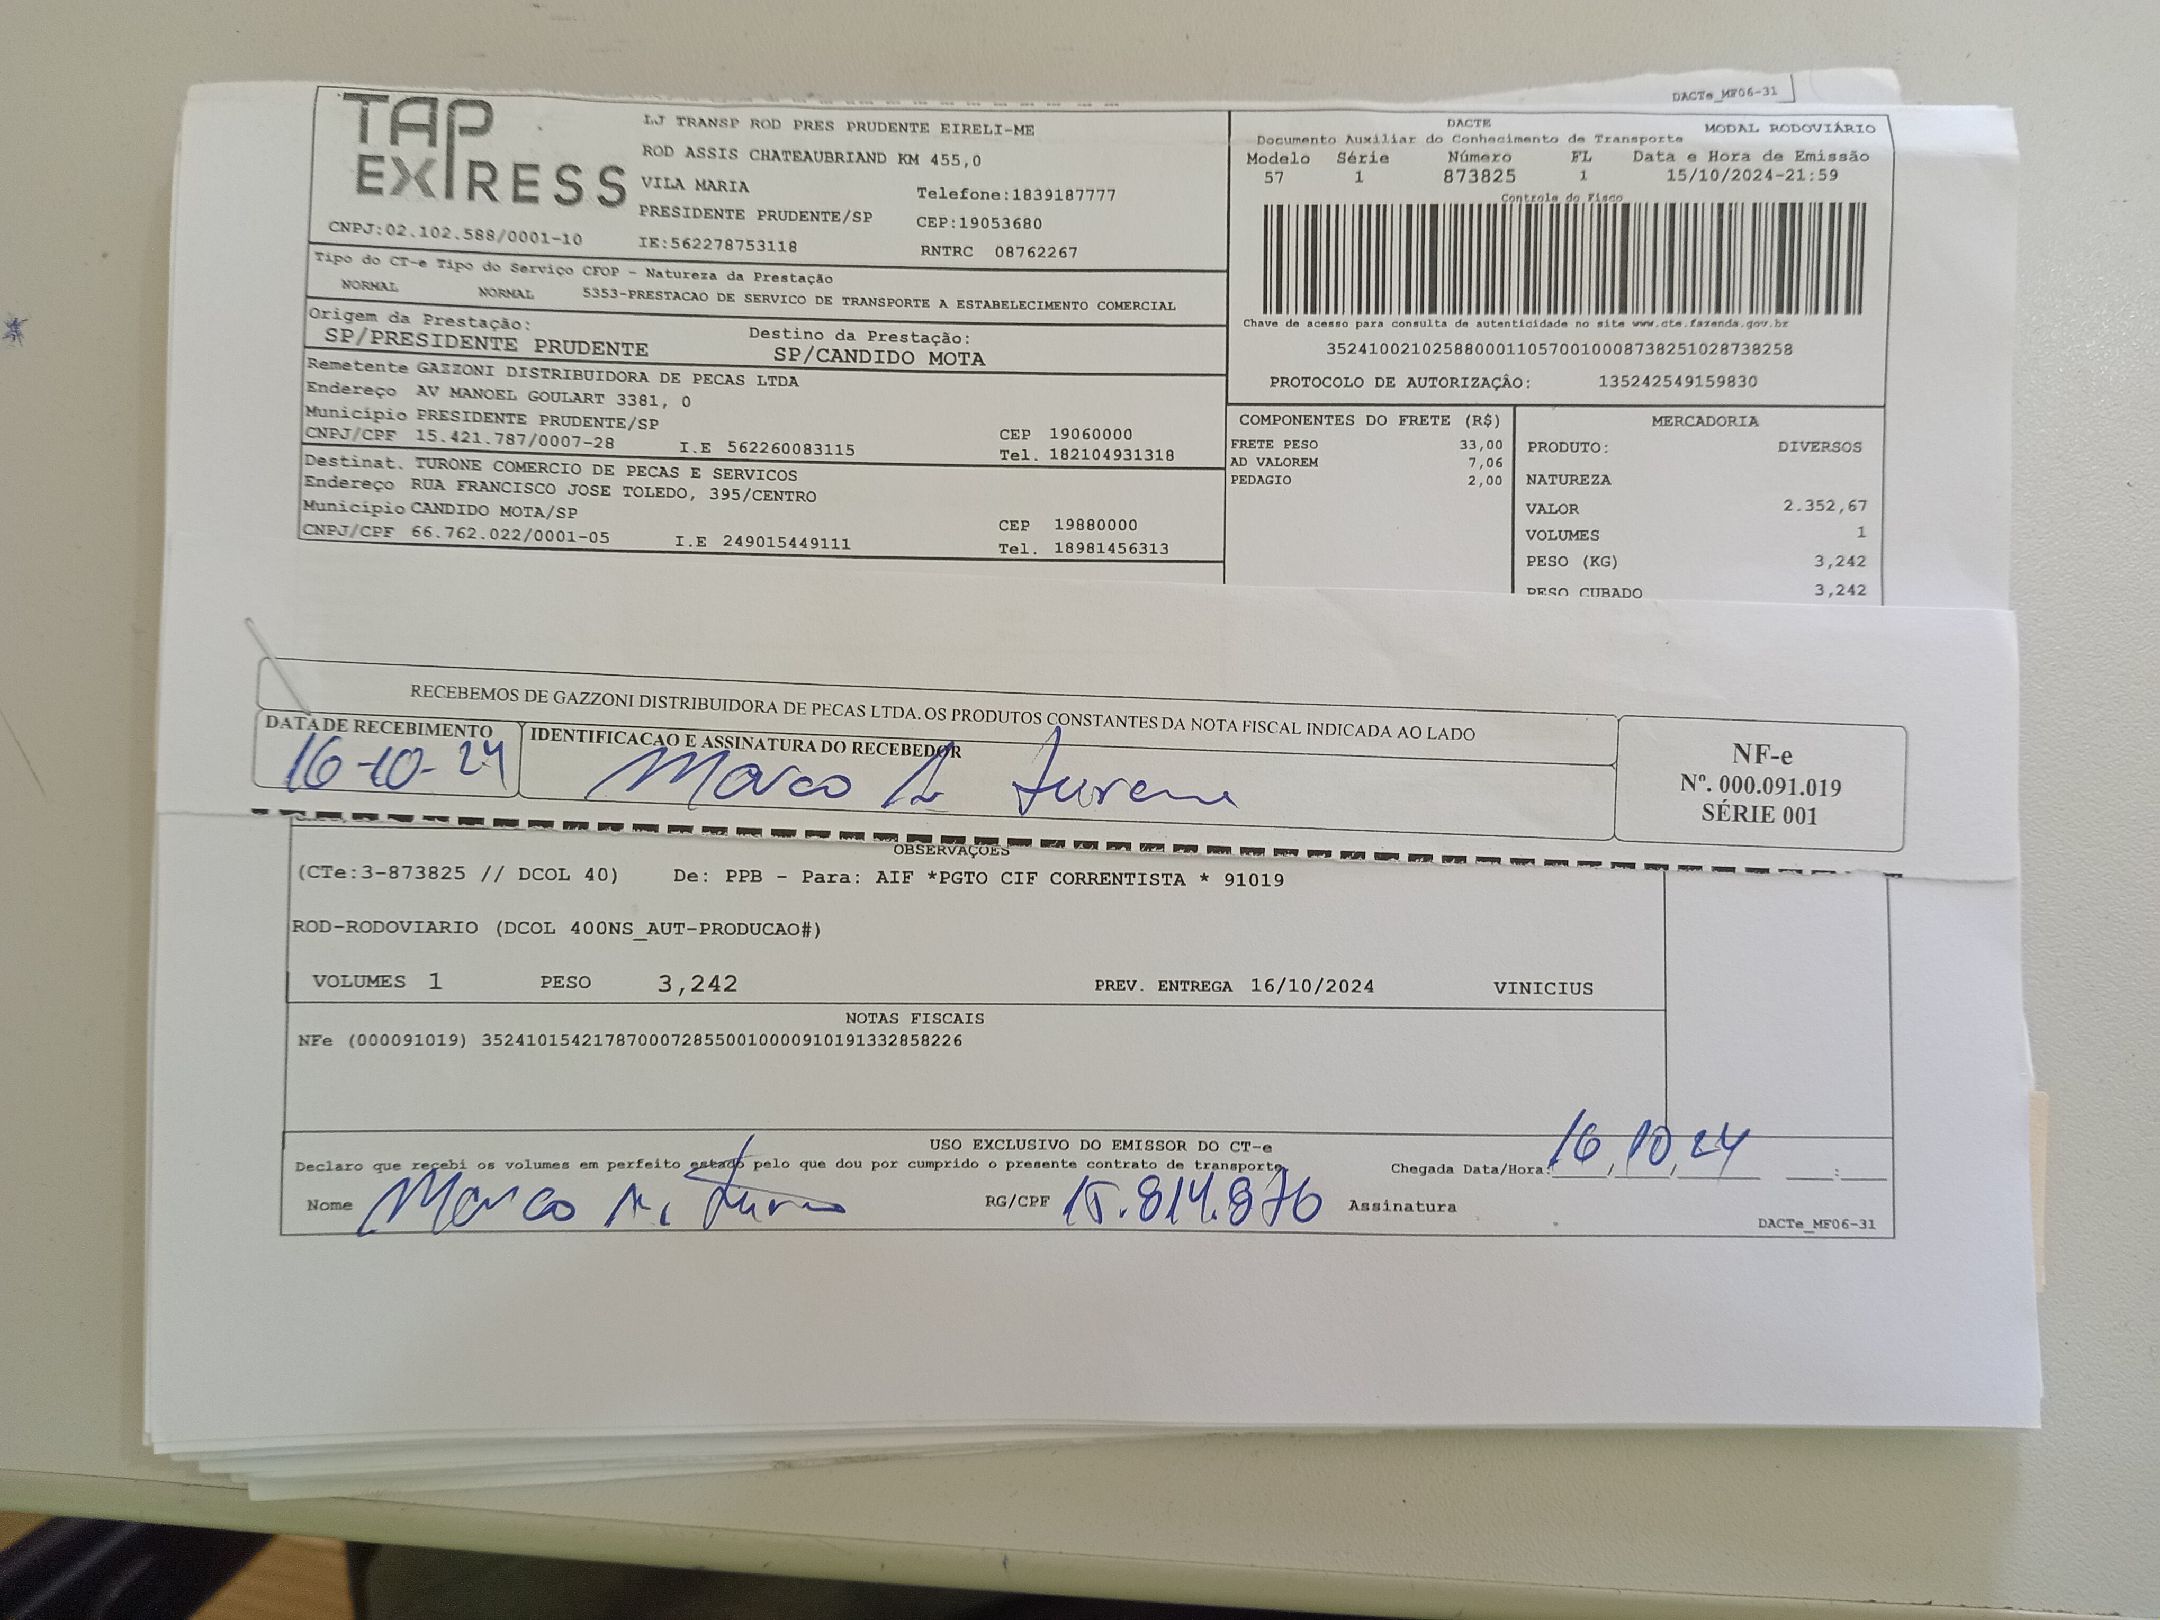 DACTe_MF06-31
TAP EXPRESS
LJ TRANSP ROD PRES PRUDENTE EIRELI-ME
ROD ASSIS CHATEAUBRIAND KM 455,0
VILA MARIA Telefone:1839187777
PRESIDENTE PRUDENTE/SP CEP:19053680
CNPJ:02.102.588/0001-10 IE:562278753118 RNTRC 08762267
DACTE MODAL RODOVIÁRIO
Documento Auxiliar do Conhecimento de Transporte
Modelo Série Número FL Data e Hora de Emissão
57 1 873825 1 15/10/2024-21:59
Controle do Fisco
Chave de acesso para consulta de autenticidade no site www.cte.fazenda.gov.br
35241002102588000110570010008738251028738258
PROTOCOLO DE AUTORIZAÇÂO: 135242549159830
Tipo do CT-e Tipo do Serviço CFOP - Natureza da Prestação
NORMAL NORMAL 5353-PRESTACAO DE SERVICO DE TRANSPORTE A ESTABELECIMENTO COMERCIAL
Origem da Prestação: Destino da Prestação:
SP/PRESIDENTE PRUDENTE SP/CANDIDO MOTA
Remetente GAZZONI DISTRIBUIDORA DE PECAS LTDA
Endereço AV MANOEL GOULART 3381, 0
Município PRESIDENTE PRUDENTE/SP CEP 19060000
CNPJ/CPF 15.421.787/0007-28 I.E 562260083115 Tel. 182104931318
Destinat. TURONE COMERCIO DE PECAS E SERVICOS
Endereço RUA FRANCISCO JOSE TOLEDO, 395/CENTRO
Município CANDIDO MOTA/SP CEP 19880000
CNPJ/CPF 66.762.022/0001-05 I.E 249015449111 Tel. 18981456313
COMPONENTES DO FRETE (R$)
FRETE PESO 33,00
AD VALOREM 7,06
PEDAGIO 2,00
MERCADORIA
PRODUTO: DIVERSOS
NATUREZA
VALOR 2.352,67
VOLUMES 1
PESO (KG) 3,242
PESO CUBADO 3,242
RECEBEMOS DE GAZZONI DISTRIBUIDORA DE PECAS LTDA. OS PRODUTOS CONSTANTES DA NOTA FISCAL INDICADA AO LADO
DATA DE RECEBIMENTO IDENTIFICACAO E ASSINATURA DO RECEBEDOR
16-10-24 Marco
NF-e
Nº. 000.091.019
SÉRIE 001
OBSERVAÇÕES
(CTe:3-873825 // DCOL 40) De: PPB - Para: AIF *PGTO CIF CORRENTISTA * 91019
ROD-RODOVIARIO (DCOL 400NS_AUT-PRODUCAO#)
VOLUMES 1 PESO 3,242 PREV. ENTREGA 16/10/2024 VINICIUS
NOTAS FISCAIS
NFe (000091019) 35241015421787000728550010000910191332858226
USO EXCLUSIVO DO EMISSOR DO CT-e
Declaro que recebi os volumes em perfeito estado pelo que dou por cumprido o presente contrato de transporte Chegada Data/Hora: 16/10/24 :
Nome Marco RG/CPF 15.814.876 Assinatura
DACTe_MF06-31